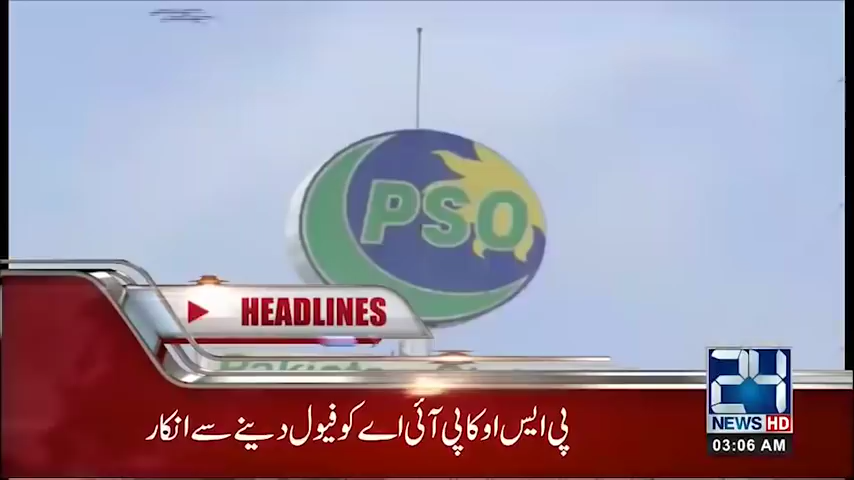 PSO
HEADLINES
پی ایس او کا پی آئی اے کو فیول دینے سے انکار
24
NEWS HD
03:06 AM